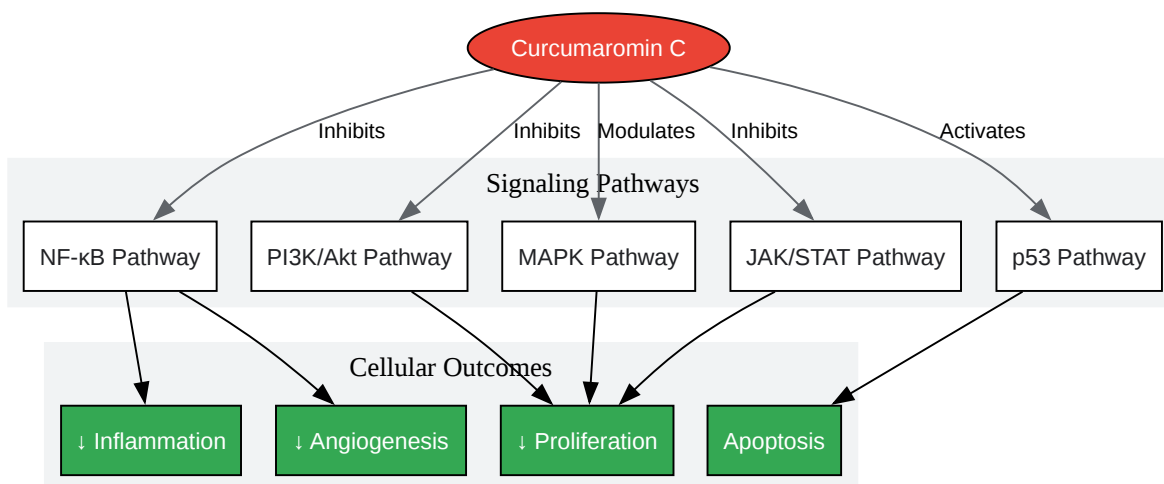 Curcumaromin C
Inhibits
Inhibits
Modulates
Inhibits
Activates
Signaling Pathways
NF-κB Pathway
PI3K/Akt Pathway
MAPK Pathway
JAK/STAT Pathway
p53 Pathway
Cellular Outcomes
↓ Inflammation
↓ Angiogenesis
↓ Proliferation
Apoptosis